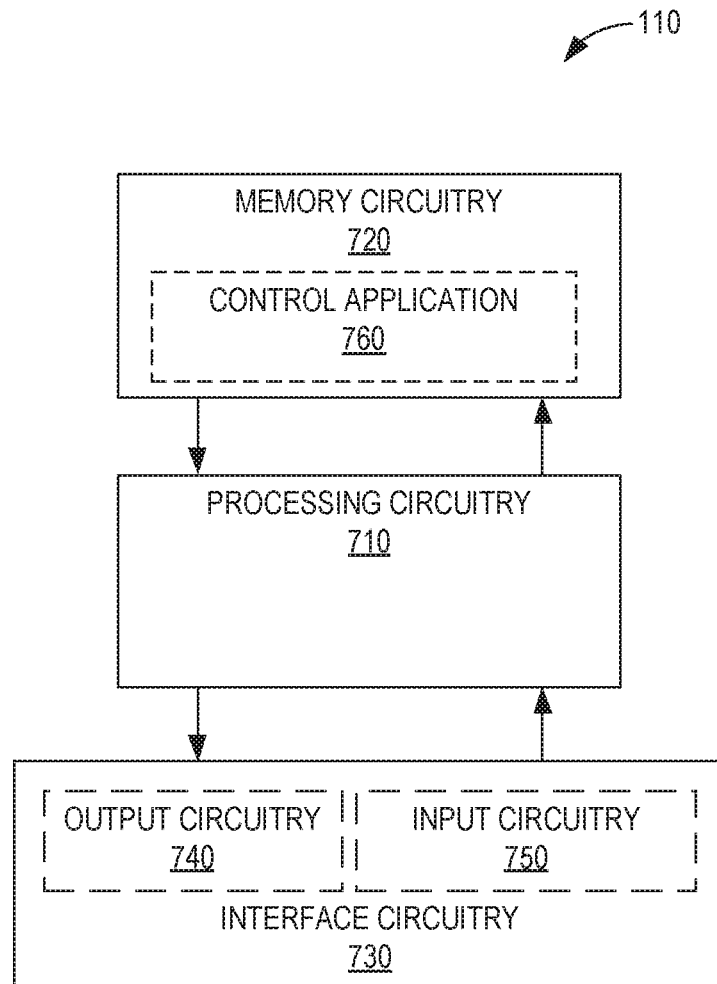 110
MEMORY CIRCUITRY
720
CONTROL APPLICATION
760
PROCESSING CIRCUITRY
710
OUTPUT CIRCUITRY
740
INPUT CIRCUITRY
750
INTERFACE CIRCUITRY
730